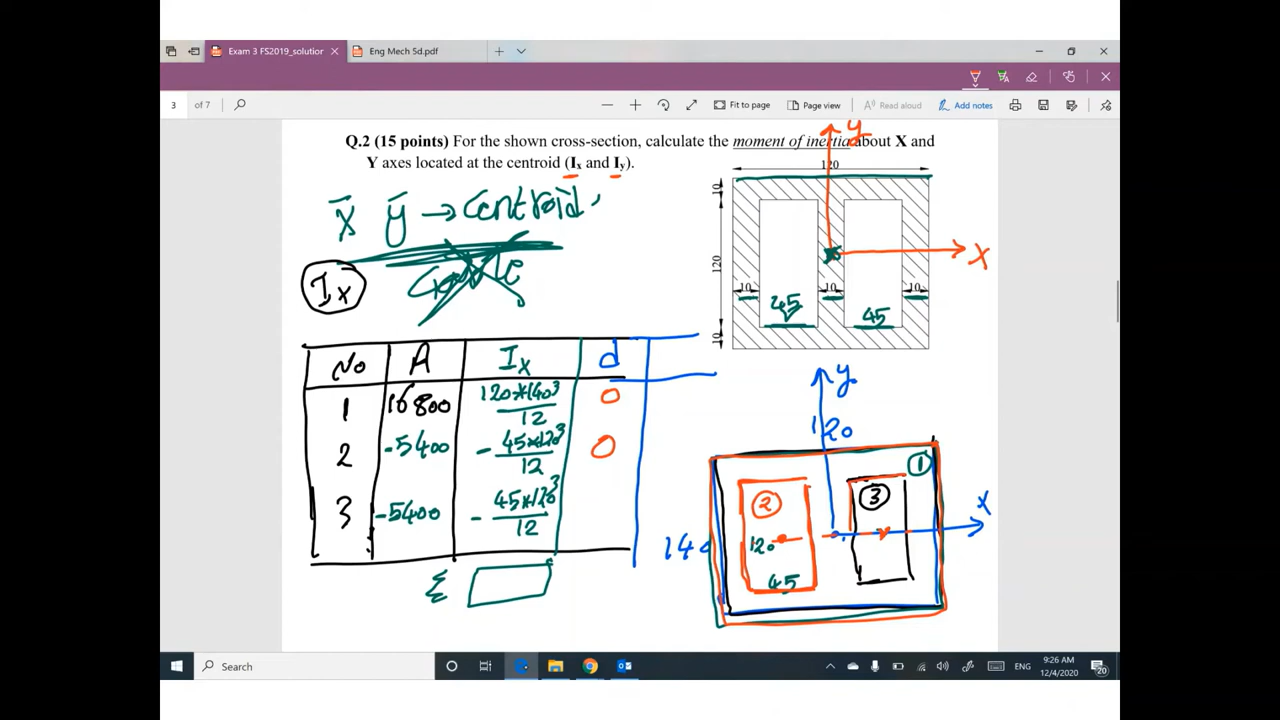 Exam 3 FS2019_solutior
Eng Mech 5d.pdf
3 of 7
Fit to page
Page view
Read aloud
Add notes
Q.2 (15 points) For the shown cross-section, calculate the moment of inertia about X and
Y axes located at the centroid (Ix and Iy).
y
120
10
120
10
10
10
10
45
45
X
x̄ ȳ → Centroid
Ix
No A Ix d
1 16800 120*140³/12 0
2 -5400 -45*120³/12 0
3 -5400 -45*120³/12
Σ
y
120
1
2
3
x
140
120
45
Search
ENG
9:26 AM
12/4/2020
20